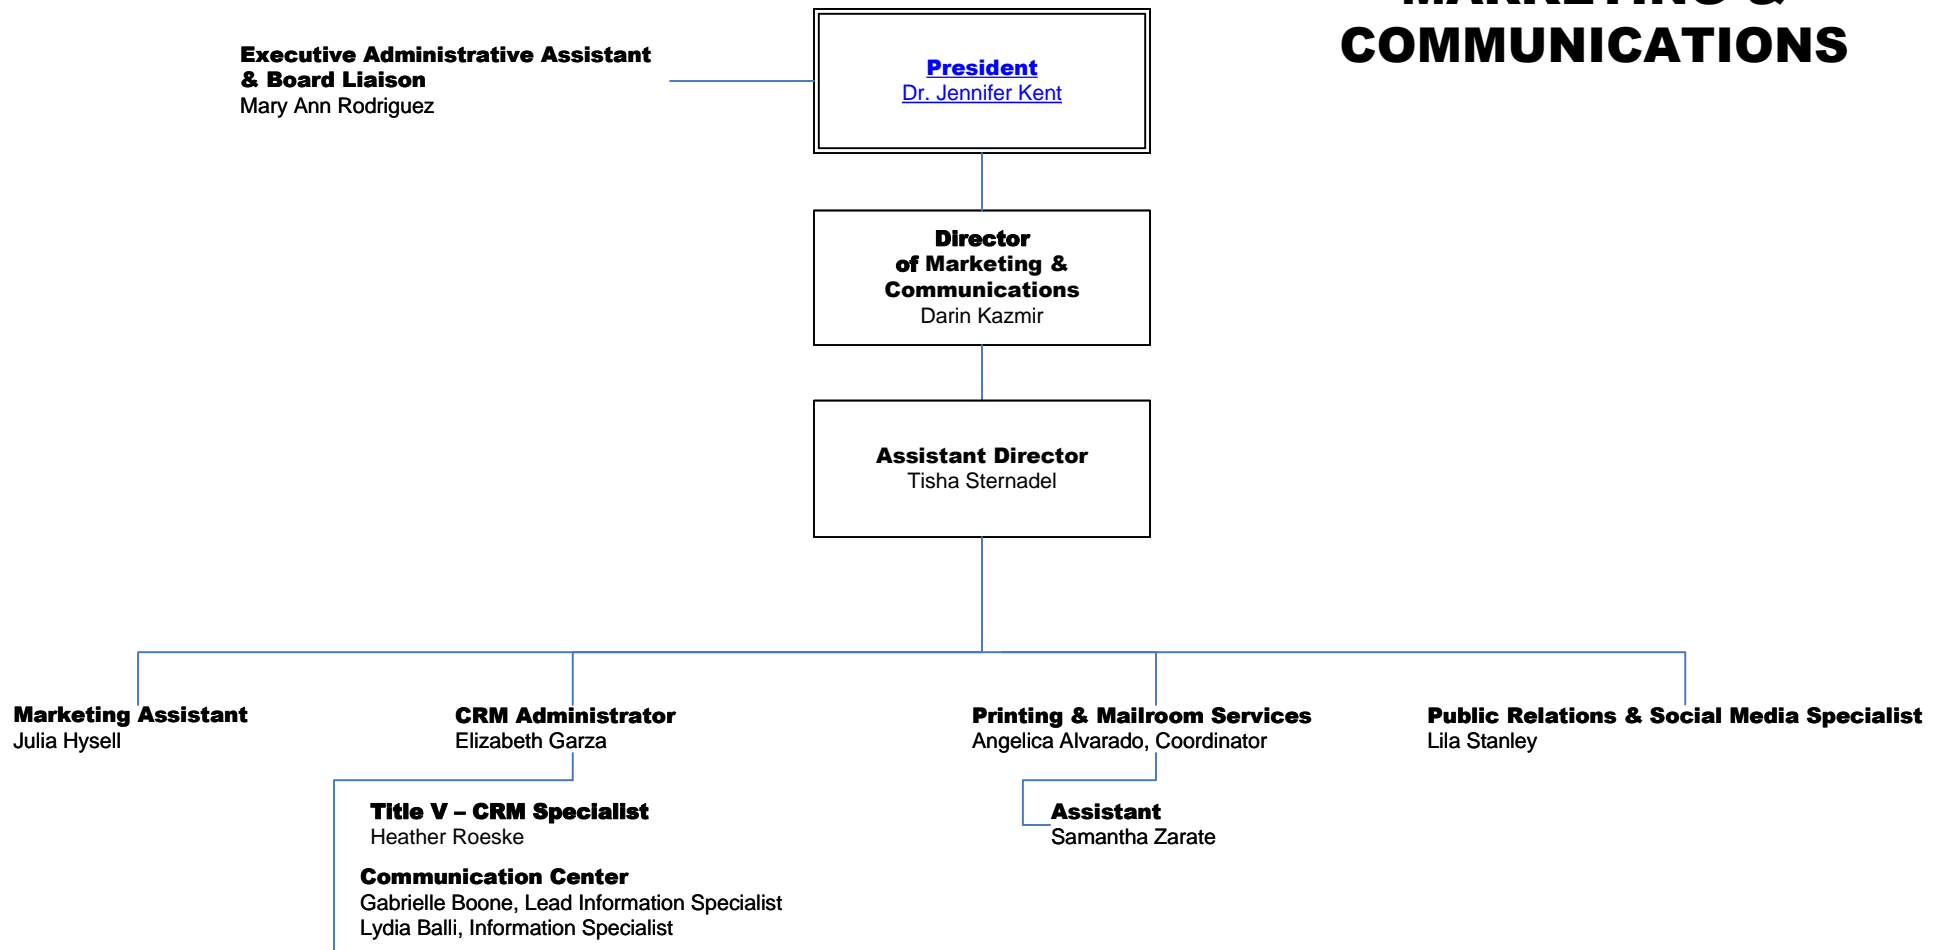 MARKETING &
COMMUNICATIONS
Executive Administrative Assistant
& Board Liaison
Mary Ann Rodriguez
President
Dr. Jennifer Kent
Director
of Marketing &
Communications
Darin Kazmir
Assistant Director
Tisha Sternadel
Marketing Assistant
Julia Hysell
CRM Administrator
Elizabeth Garza
Title V – CRM Specialist
Heather Roeske
Communication Center
Gabrielle Boone, Lead Information Specialist
Lydia Balli, Information Specialist
Printing & Mailroom Services
Angelica Alvarado, Coordinator
Assistant
Samantha Zarate
Public Relations & Social Media Specialist
Lila Stanley